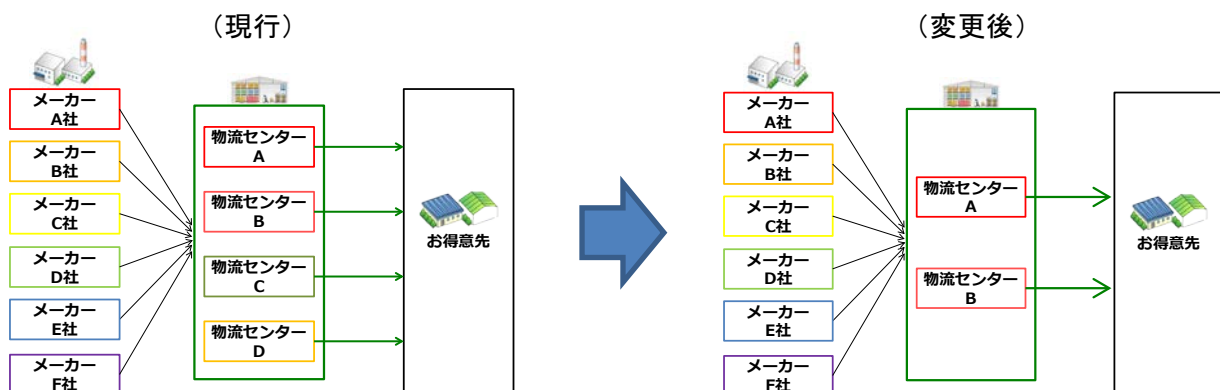 （現行）
メーカー
A社
メーカー
B社
メーカー
C社
メーカー
D社
メーカー
E社
メーカー
F社
物流センター
A
物流センター
B
物流センター
C
物流センター
D
お得意先
（変更後）
メーカー
A社
メーカー
B社
メーカー
C社
メーカー
D社
メーカー
E社
メーカー
F社
物流センター
A
物流センター
B
お得意先